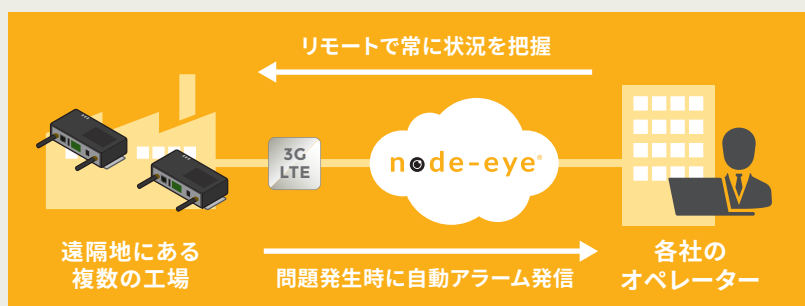 リモートで常に状況を把握
3G
LTE
node-eye®
遠隔地にある
複数の工場
問題発生時に自動アラーム発信
各社の
オペレーター